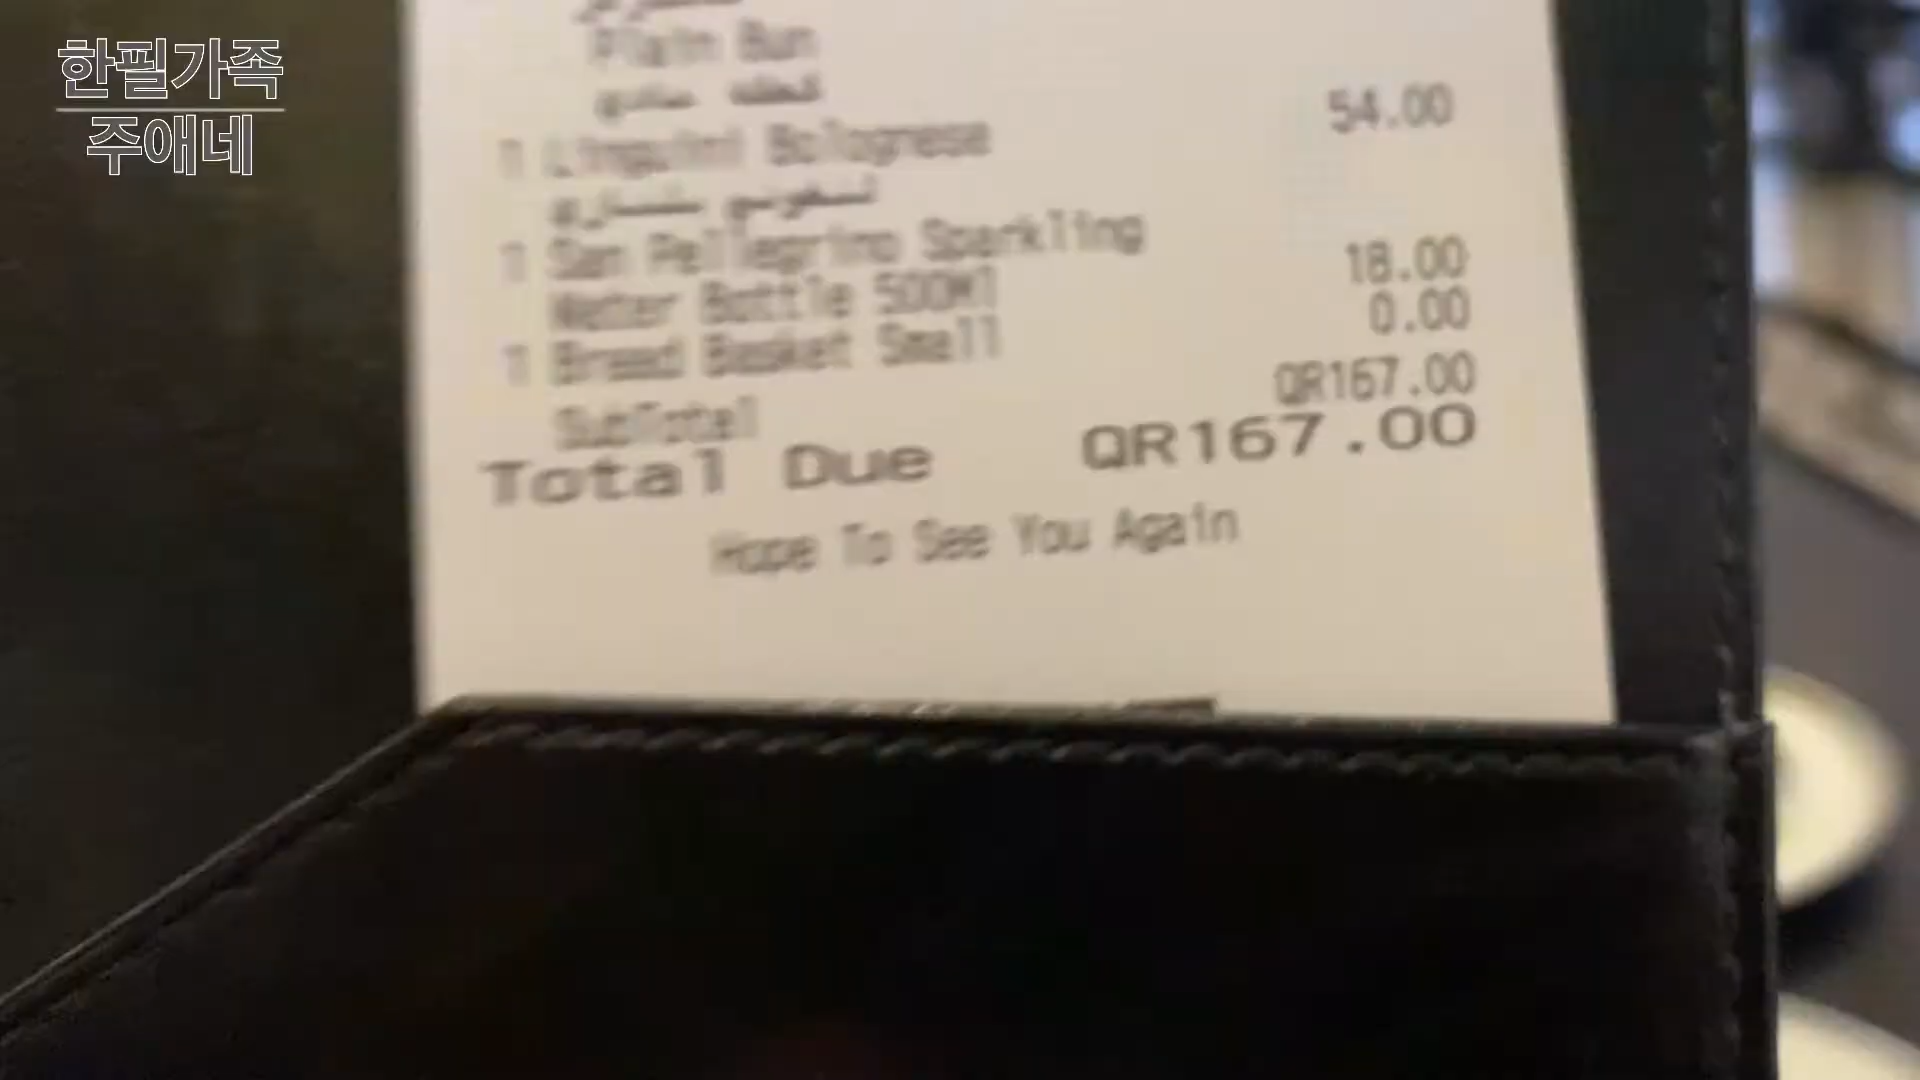 한필가족
주애네
Plain Bun
54.00
1 Linguini Bolognese
1 San Pellegrino Sparkling
18.00
Water Bottle 500Ml
0.00
1 Bread Basket Small
QR167.00
SubTotal
Total Due QR167.00
Hope To See You Again